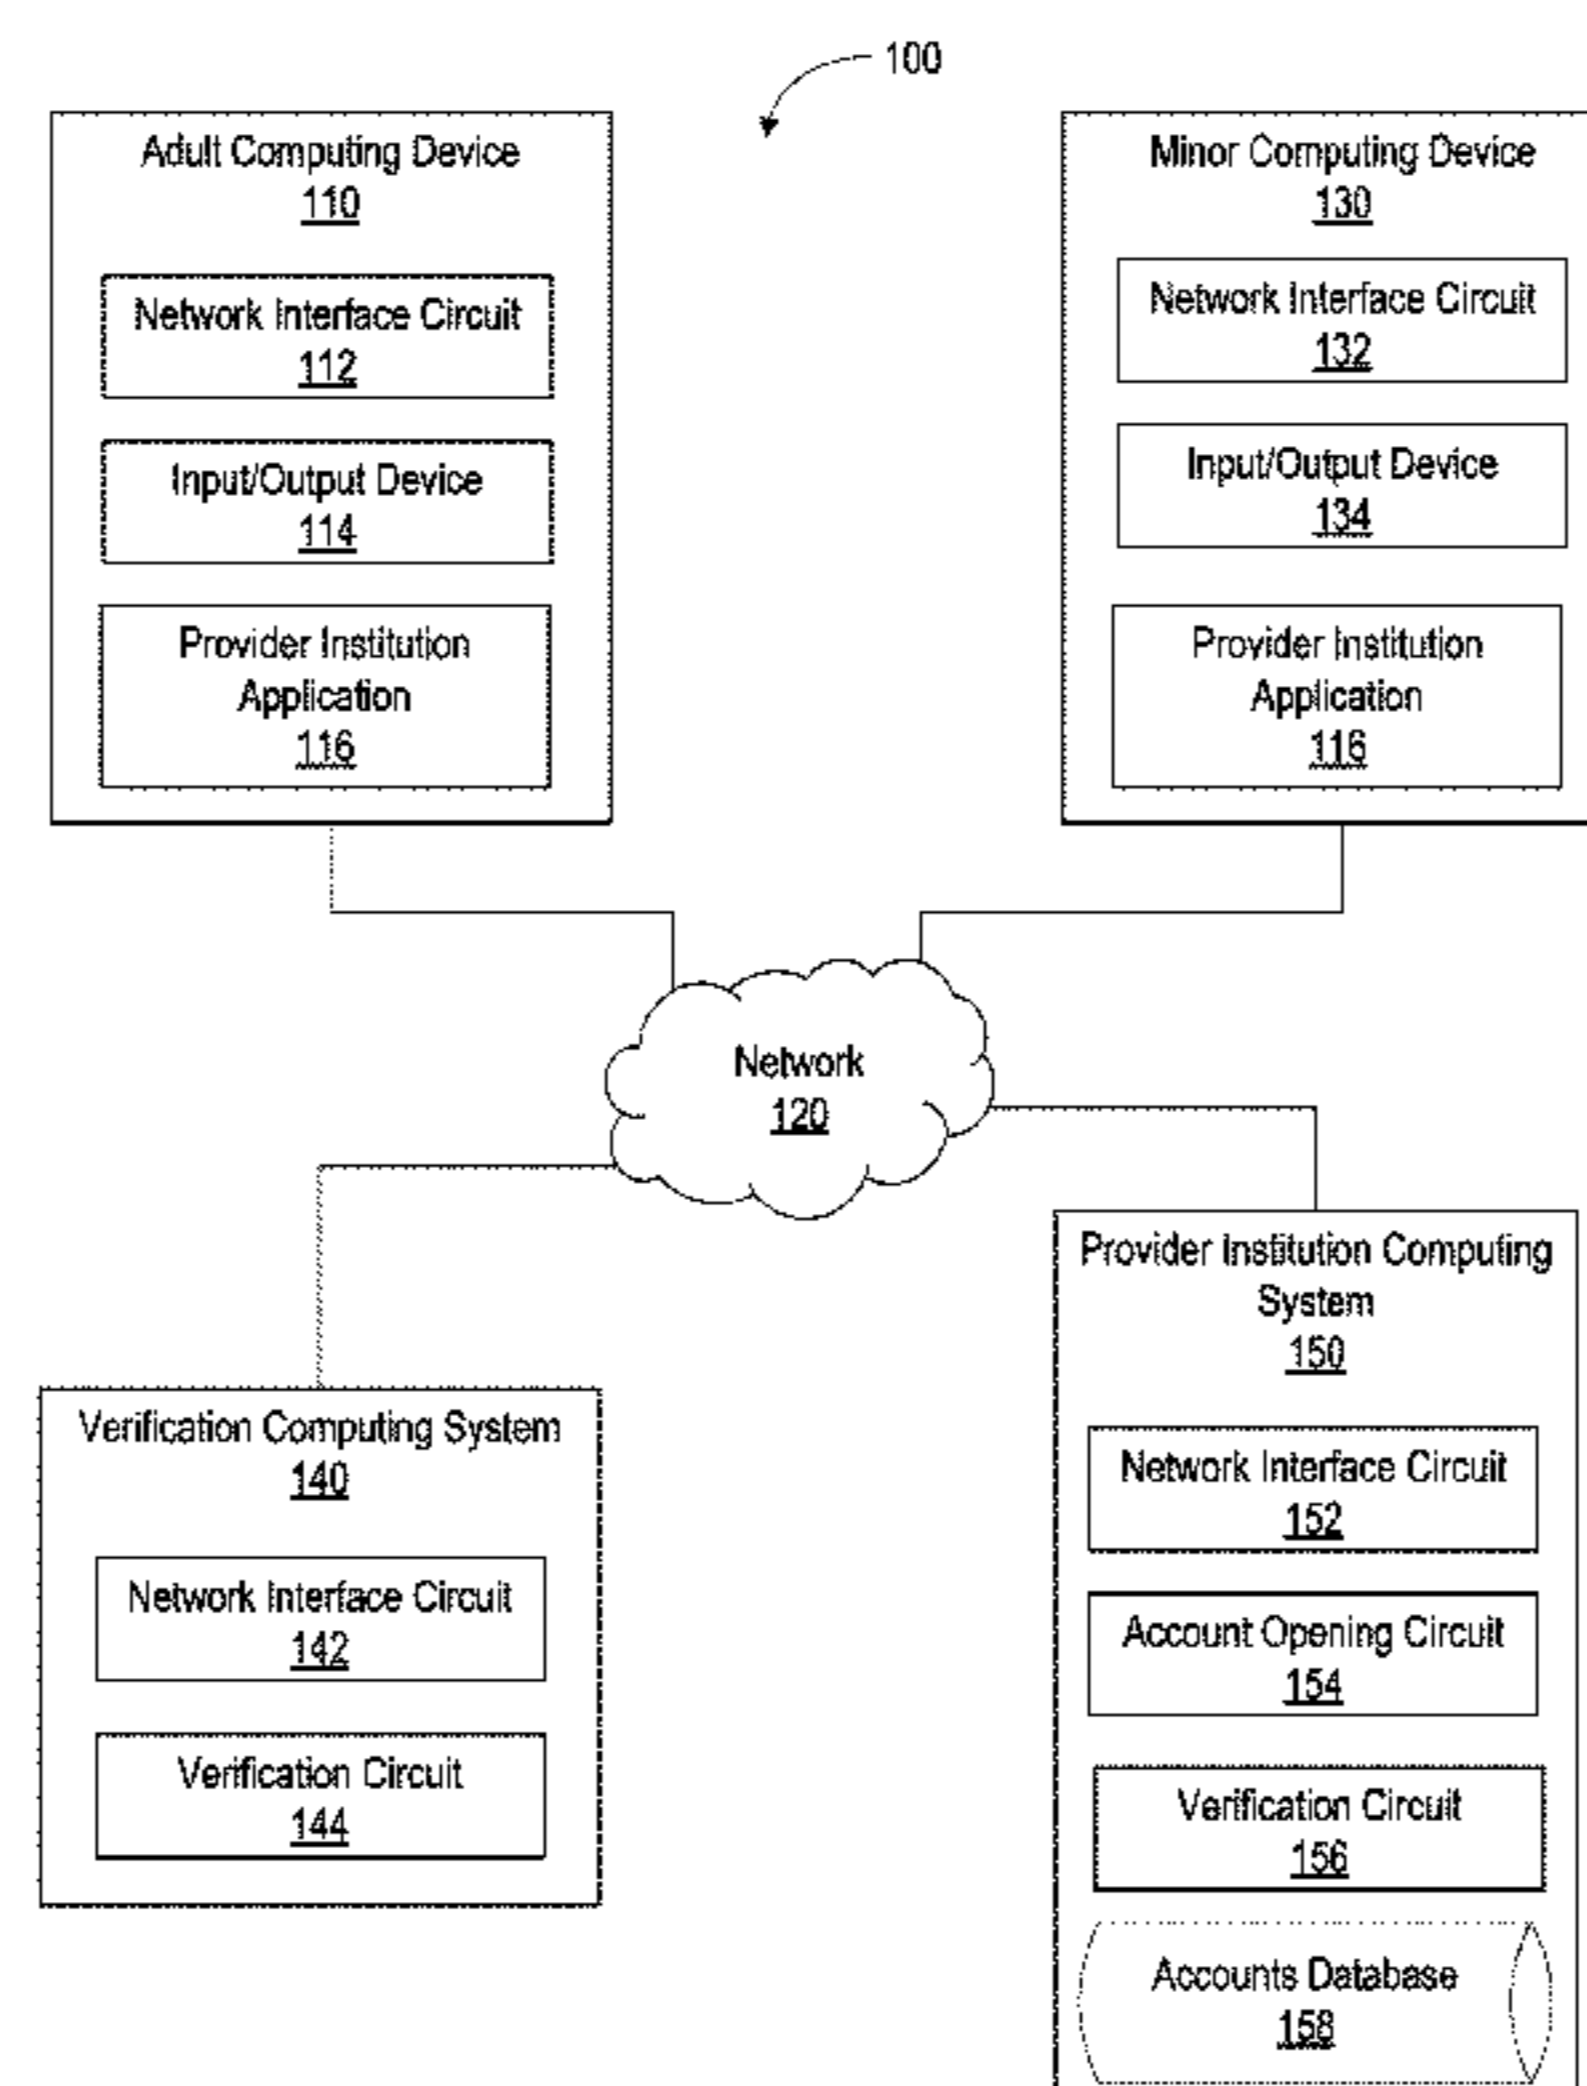 100
Adult Computing Device
110
Network Interface Circuit
112
Input/Output Device
114
Provider Institution
Application
116
Minor Computing Device
130
Network Interface Circuit
132
Input/Output Device
134
Provider Institution
Application
116
Network
120
Verification Computing System
140
Network Interface Circuit
142
Verification Circuit
144
Provider Institution Computing
System
150
Network Interface Circuit
152
Account Opening Circuit
154
Verification Circuit
156
Accounts Database
158